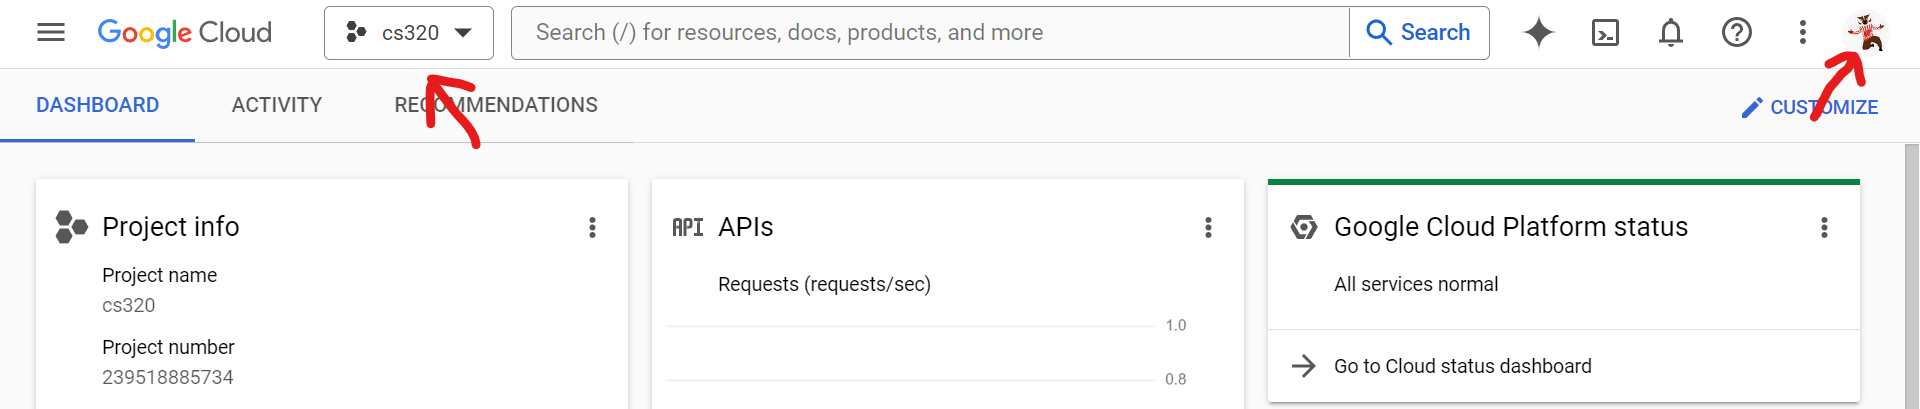 Google Cloud cs320 Search (/) for resources, docs, products, and more Search
DASHBOARD ACTIVITY RECOMMENDATIONS CUSTOMIZE
Project info
Project name
cs320
Project number
239518885734
API APIs
Requests (requests/sec)
1.0
0.8
Google Cloud Platform status
All services normal
Go to Cloud status dashboard